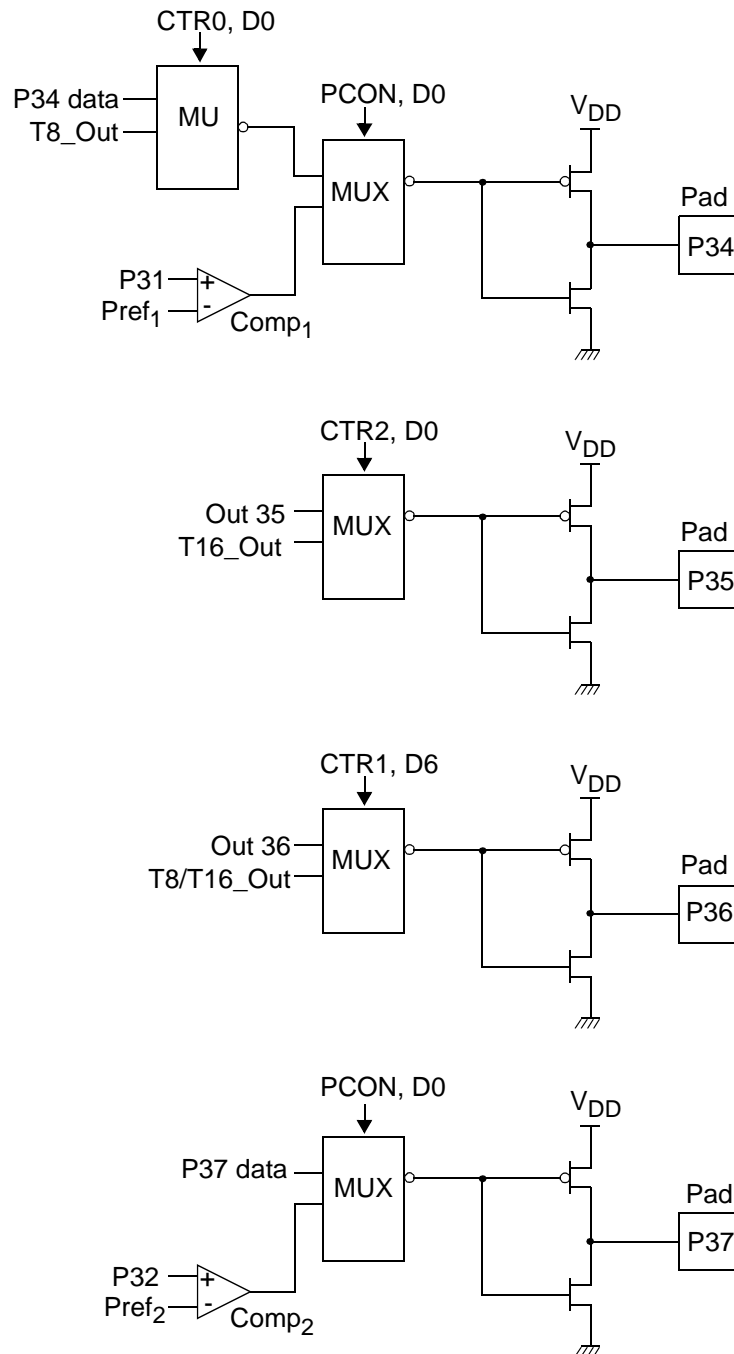 CTR0, D0
P34 data
T8_Out
MU
PCON, D0
MUX
VDD
Pad
P34
P31
Pref1
+
-
Comp1
CTR2, D0
Out 35
T16_Out
MUX
VDD
Pad
P35
CTR1, D6
Out 36
T8/T16_Out
MUX
VDD
Pad
P36
PCON, D0
P37 data
MUX
VDD
Pad
P37
P32
Pref2
+
-
Comp2